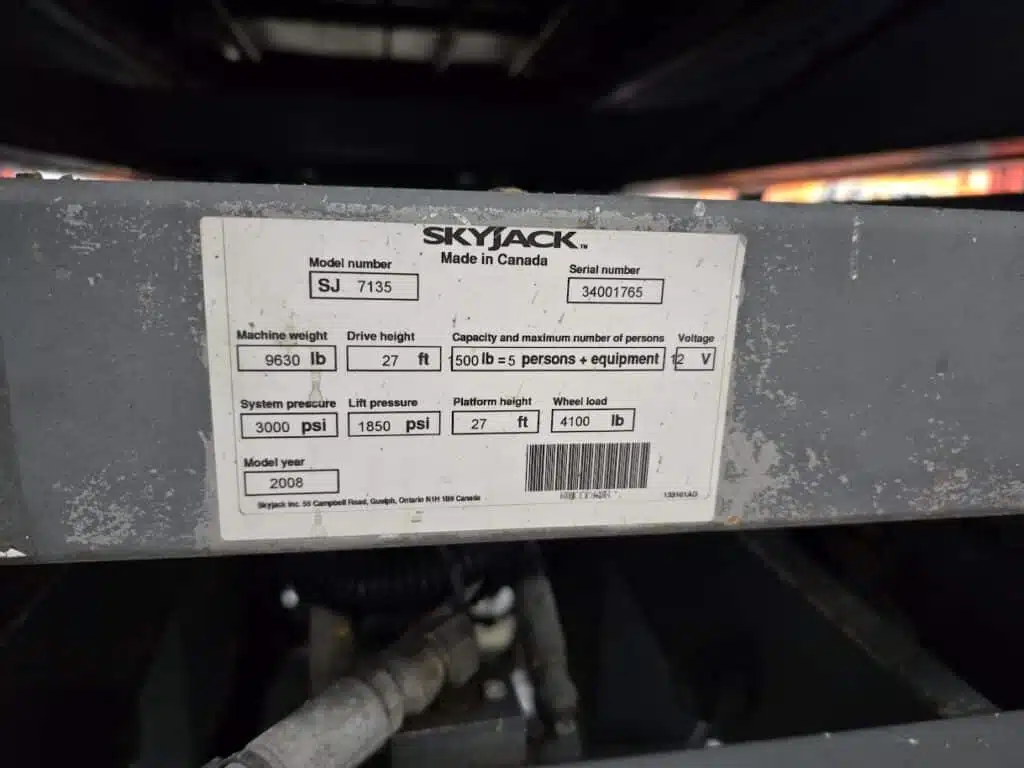 SKYJACK™
Made in Canada
Model number
SJ 7135
Serial number
34001765
Machine weight
9630 lb
Drive height
27 ft
Capacity and maximum number of persons
1500 lb = 5 persons + equipment
Voltage
12 V
System pressure
3000 psi
Lift pressure
1850 psi
Platform height
27 ft
Wheel load
4100 lb
Model year
2008
Skyjack Inc. 55 Campbell Road, Guelph, Ontario N1H 1B9 Canada